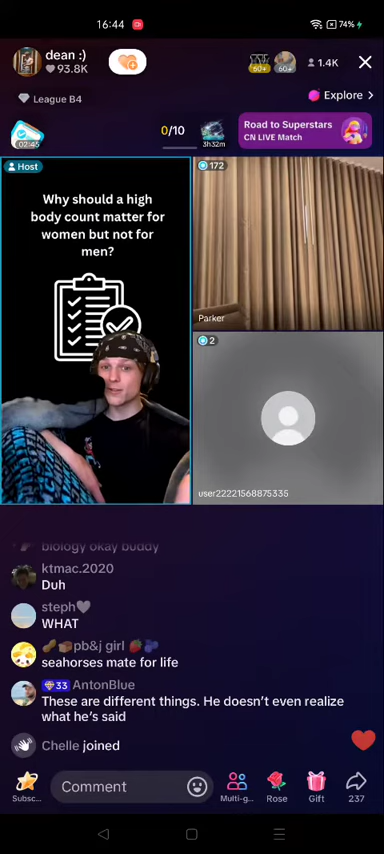 16:44
74%
dean :)
93.8K
60+
60+
1.4K
League B4
Explore
02:45
0/10
3h32m
Road to Superstars
CN LIVE Match
Host
Why should a high
body count matter for
women but not for
men?
172
Parker
2
user22221568875335
biology okay buddy
ktmac.2020
Duh
steph🩶
WHAT
🥜🍞pb&j girl 🍓🫐
seahorses mate for life
33 AntonBlue
These are different things. He doesn't even realize
what he's said
Chelle joined
Subsc...
Comment
Multi-g...
Rose
Gift
237